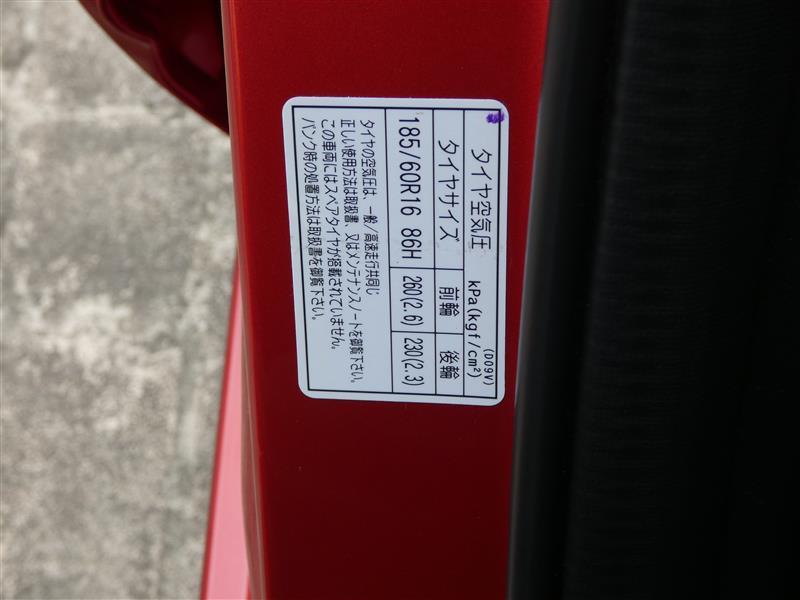 タイヤ空気圧 kPa(kgf/cm²) (D09V)
タイヤサイズ 前輪 後輪
185/60R16 86H 260(2.6) 230(2.3)
タイヤの空気圧は、一般/高速走行共同じ
正しい使用方法は取扱書、又はメンテナンスノートを御覧下さい。
この車両にはスペアタイヤが搭載されていません。
パンク時の処置方法は取扱書を御覧下さい。